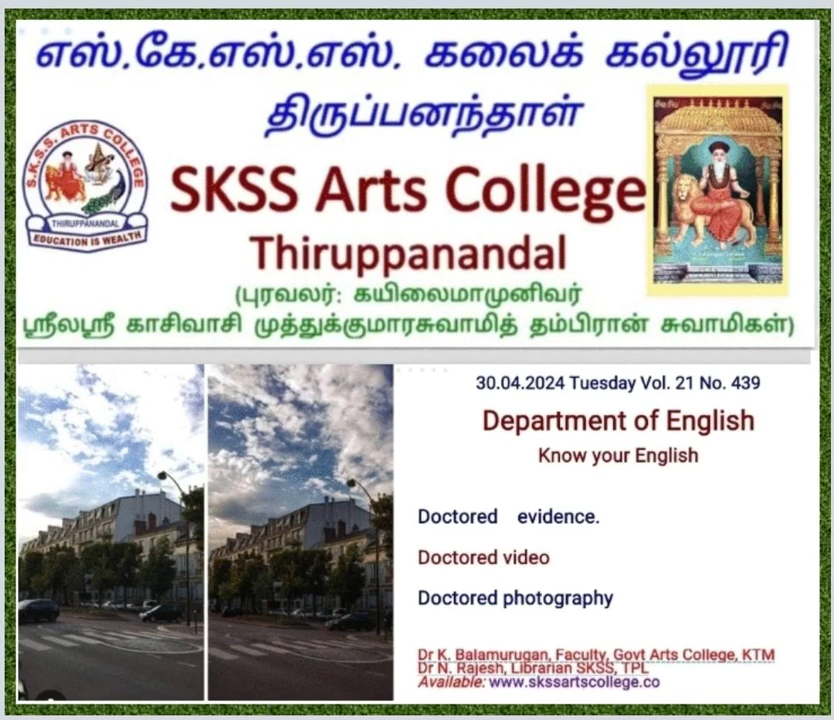 எஸ்.கே.எஸ்.எஸ். கலைக் கல்லூரி
திருப்பனந்தாள்
S.K.S.S. ARTS COLLEGE
THIRUPPANANDAL
EDUCATION IS WEALTH
SKSS Arts College
Thiruppanandal
(புரவலர்: கயிலைமாமுனிவர்
ஸ்ரீலஸ்ரீ காசிவாசி முத்துக்குமாரசுவாமித் தம்பிரான் சுவாமிகள்)
30.04.2024 Tuesday Vol. 21 No. 439
Department of English
Know your English
Doctored evidence.
Doctored video
Doctored photography
Dr K. Balamurugan, Faculty, Govt Arts College, KTM
Dr N. Rajesh, Librarian SKSS, TPL
Available: www.skssartscollege.co